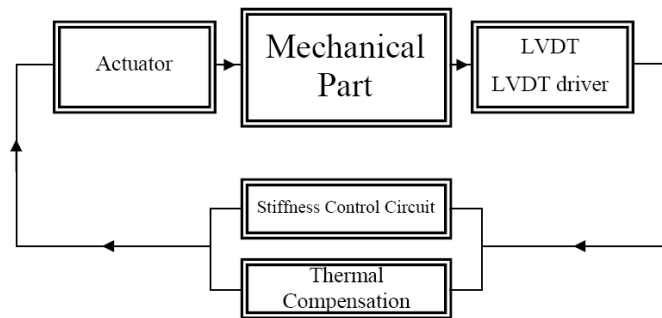 Actuator
Mechanical
Part
LVDT
LVDT driver
Stiffness Control Circuit
Thermal
Compensation